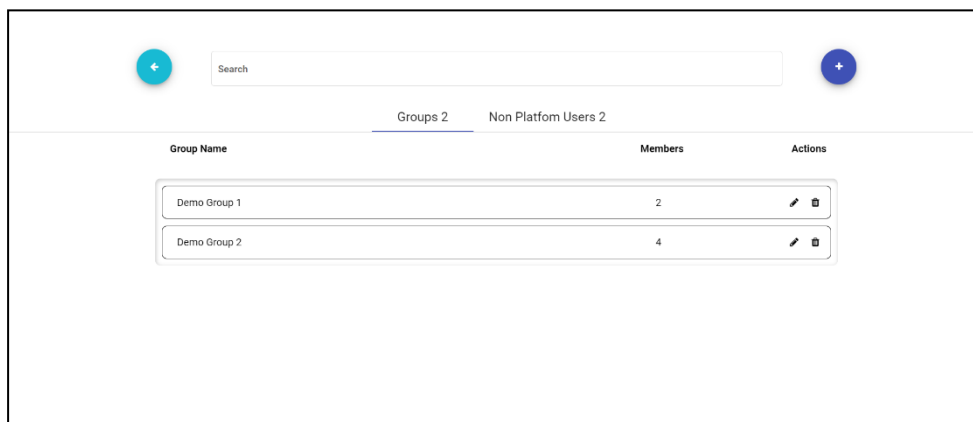 Search
Groups 2 Non Platfom Users 2
Group Name Members Actions
Demo Group 1 2
Demo Group 2 4